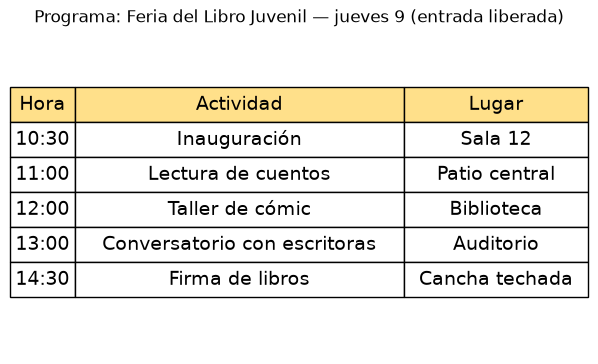 Programa: Feria del Libro Juvenil — jueves 9 (entrada liberada)
Hora Actividad Lugar
10:30 Inauguración Sala 12
11:00 Lectura de cuentos Patio central
12:00 Taller de cómic Biblioteca
13:00 Conversatorio con escritoras Auditorio
14:30 Firma de libros Cancha techada